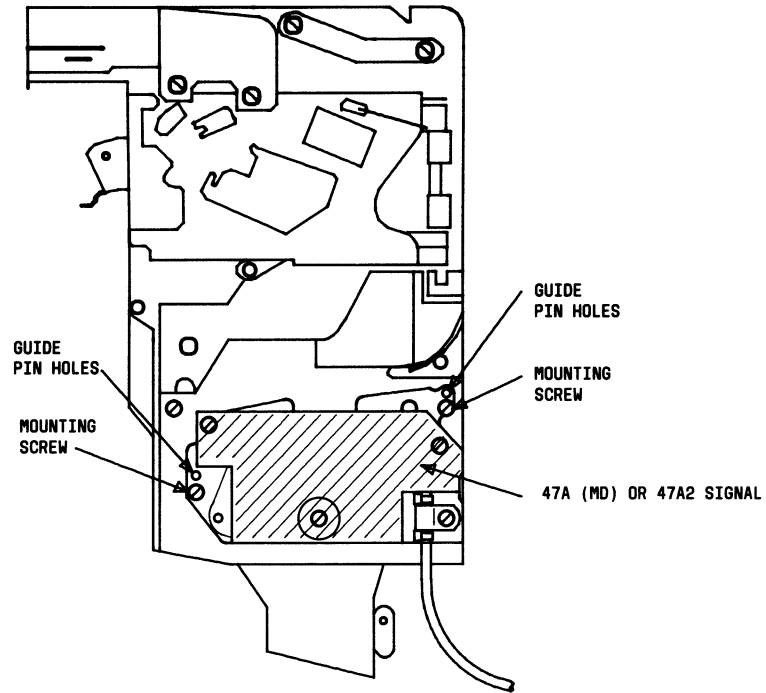 GUIDE
PIN HOLES
MOUNTING
SCREW
GUIDE
PIN HOLES
MOUNTING
SCREW
47A (MD) OR 47A2 SIGNAL